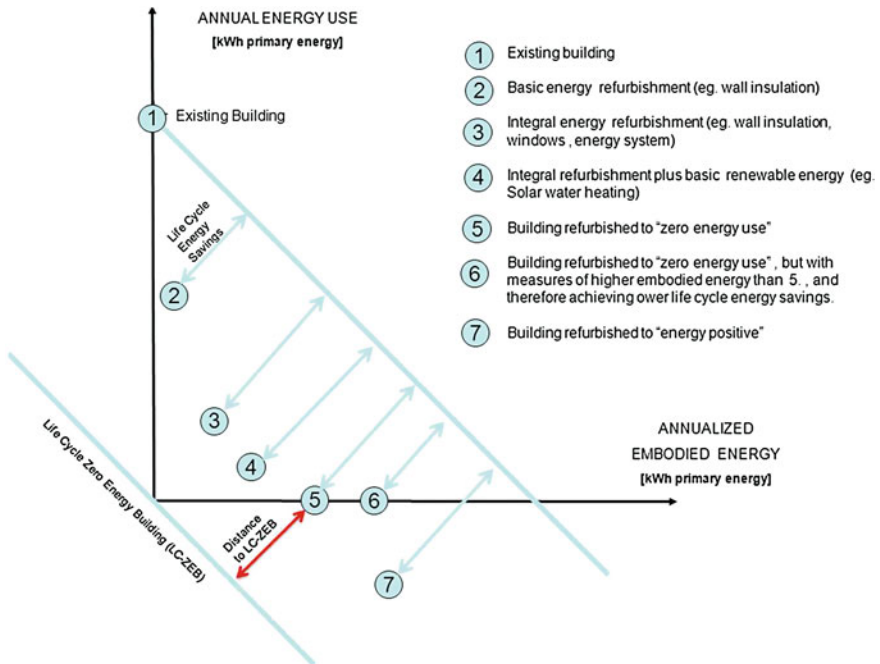 ANNUAL ENERGY USE
[kWh primary energy]
1 Existing building
2 Basic energy refurbishment (eg. wall insulation)
3 Integral energy refurbishment (eg. wall insulation,
windows , energy system)
4 Integral refurbishment plus basic renewable energy (eg.
Solar water heating)
5 Building refurbished to “zero energy use”
6 Building refurbished to “zero energy use” , but with
measures of higher embodied energy than 5. , and
therefore achieving ower life cycle energy savings.
7 Building refurbished to “energy positive”
1 Existing Building
Life Cycle
Energy
Savings
2
3
4
5
6
7
ANNUALIZED
EMBODIED ENERGY
[kWh primary energy]
Life Cycle Zero Energy Building (LC-ZEB)
Distance
to LC-ZEB